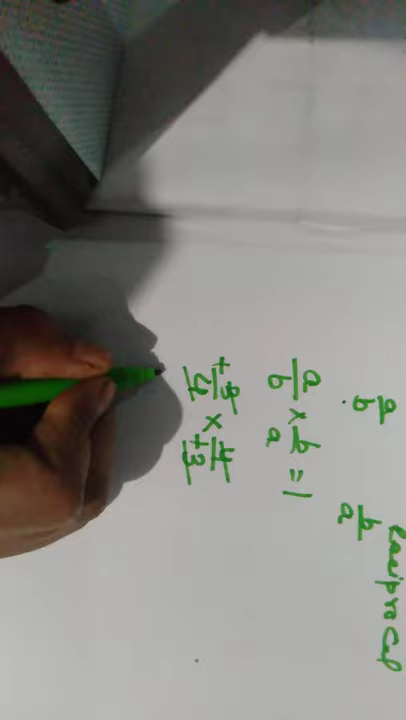 Reciprocal
a/b b/a
a/b × b/a = 1
+3/4 × 4/+3